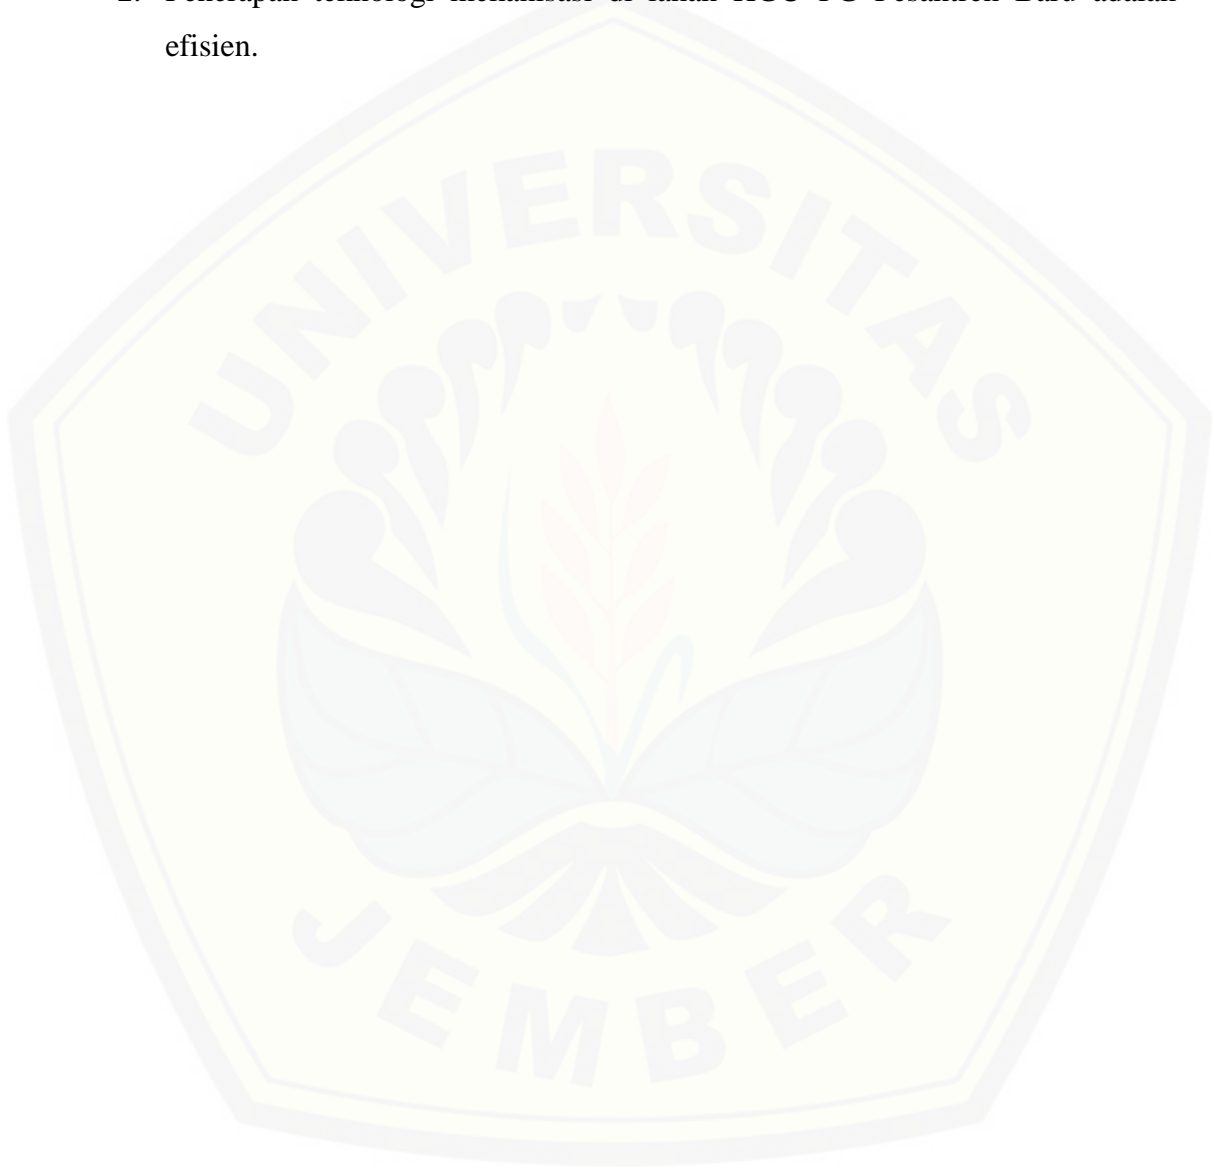 2. Penerapan teknologi mekanisasi di lahan HGU PG Pesantren Baru adalah
efisien.
UNIVERSITAS
JEMBER